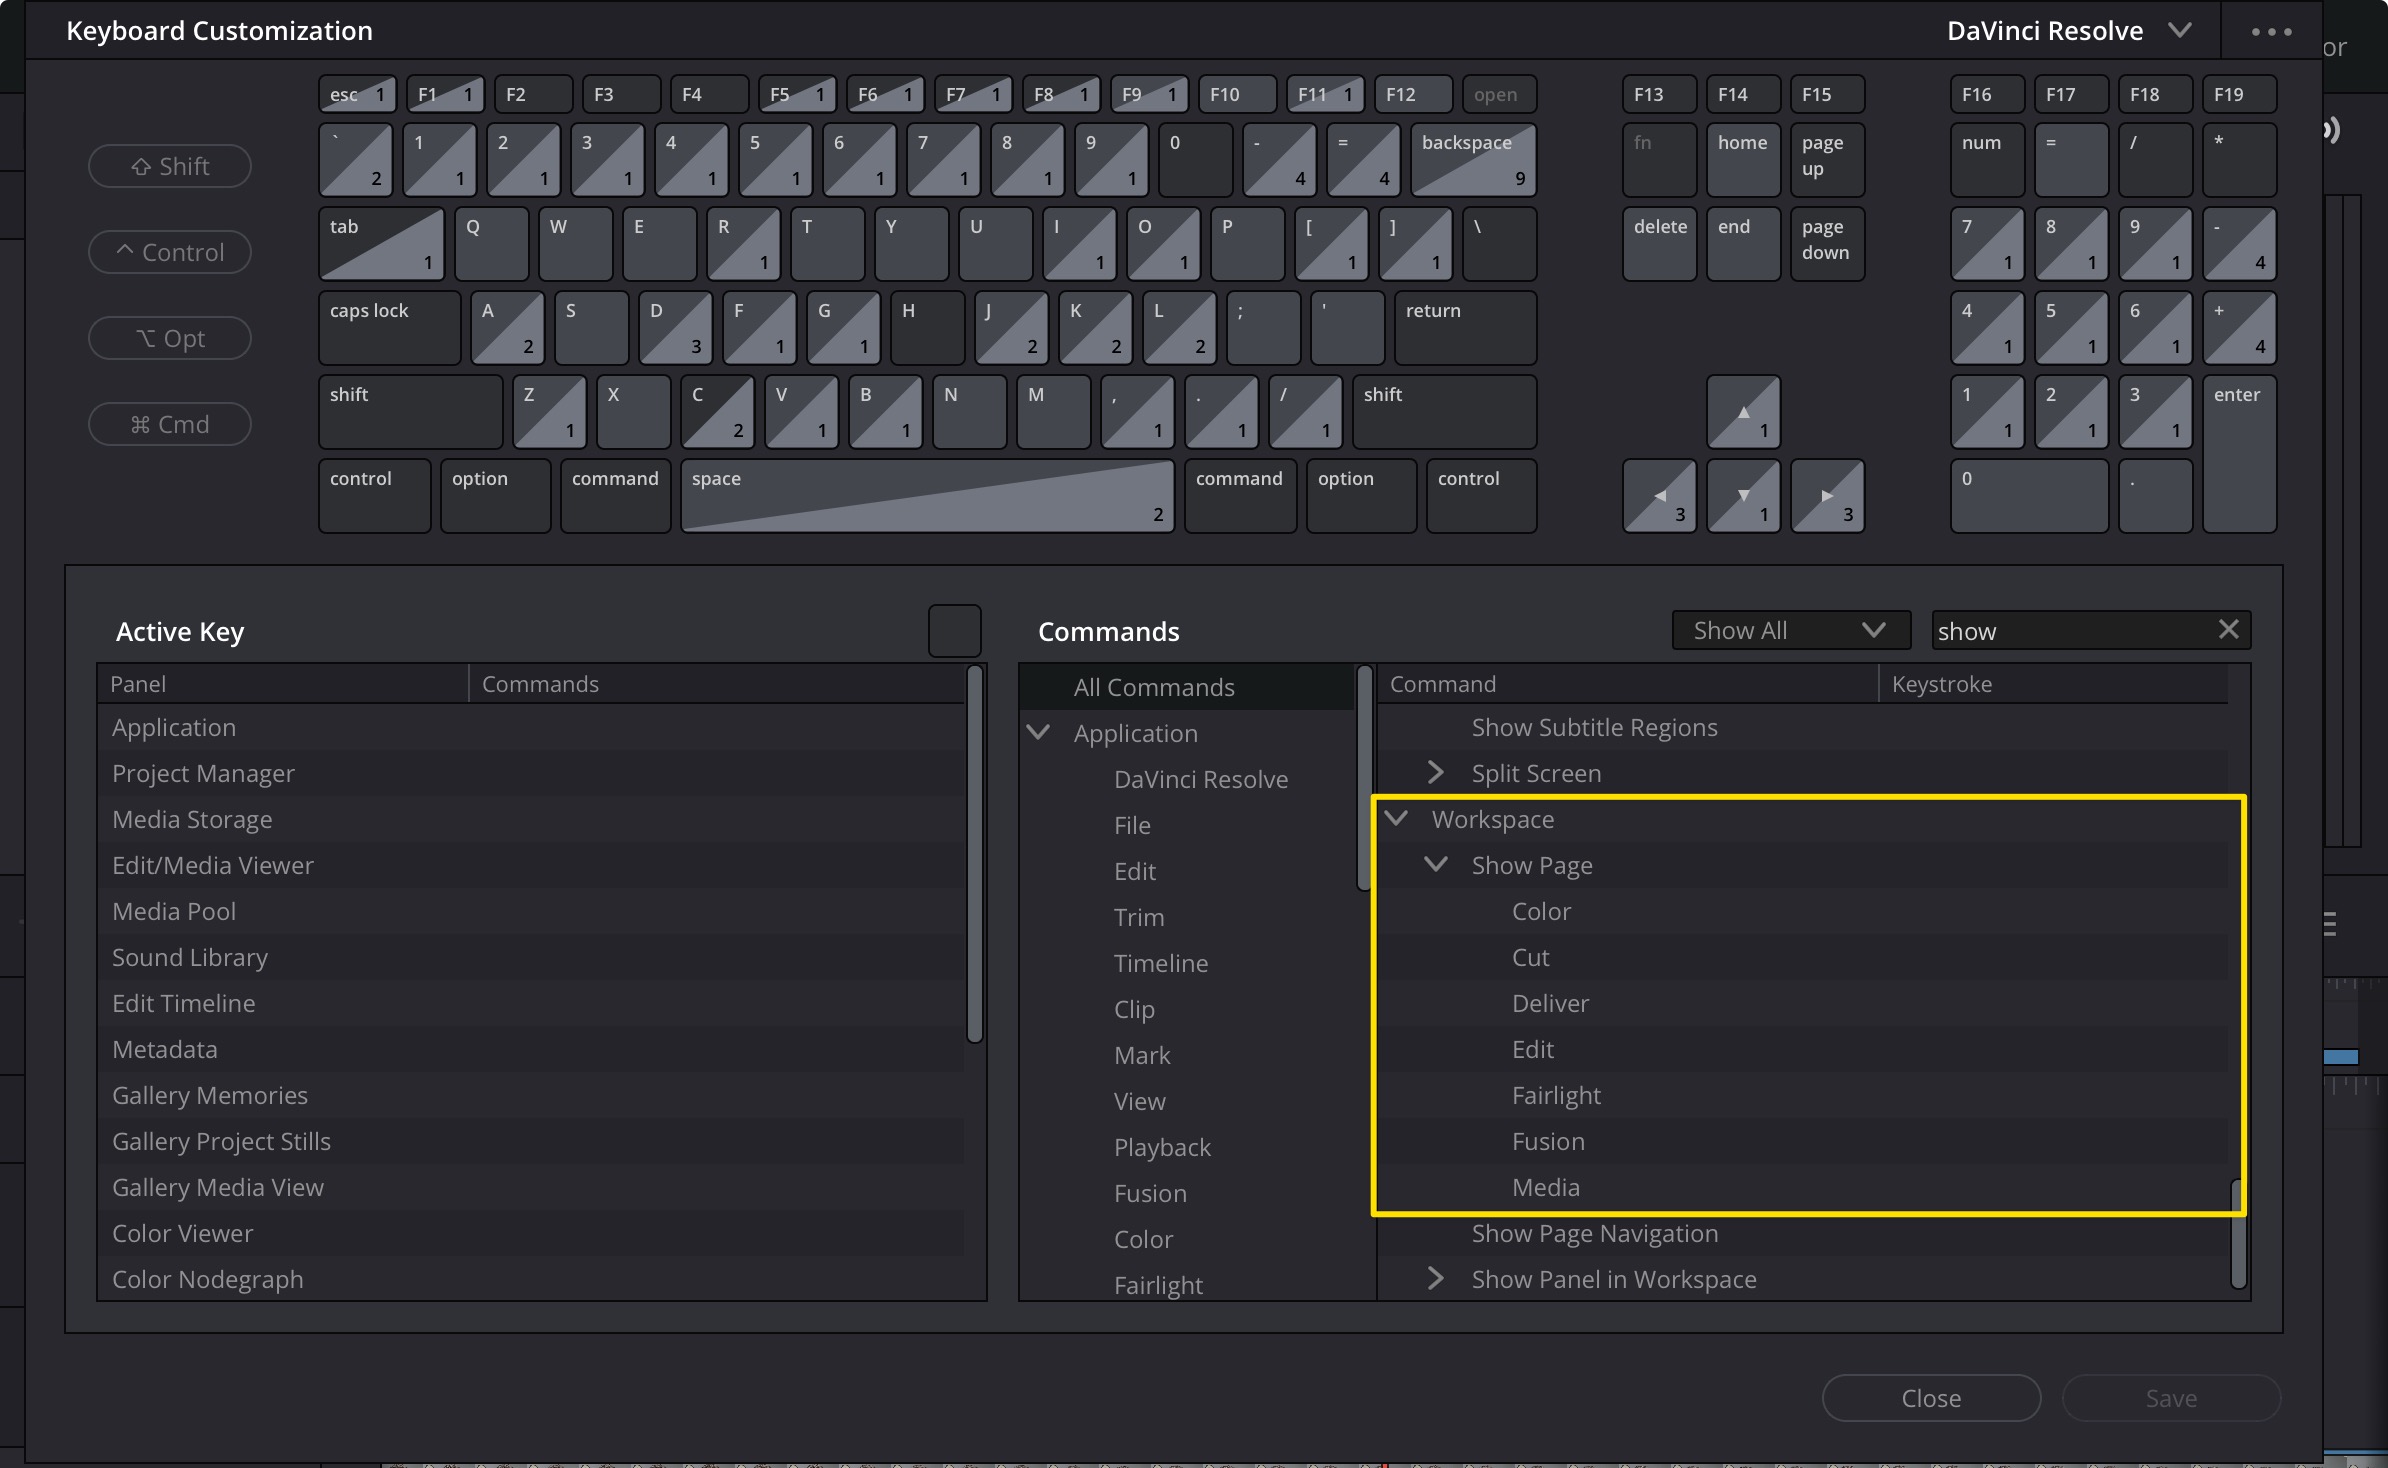 Keyboard Customization
DaVinci Resolve
or
esc 1 F1 1 F2 F3 F4 F5 1 F6 1 F7 1 F8 1 F9 1 F10 F11 1 F12 open F13 F14 F15 F16 F17 F18 F19
⇧ Shift
` 2 1 1 2 1 3 1 4 1 5 1 6 1 7 1 8 1 9 1 0 - 4 = 4 backspace 9 fn home page up num = / *
^ Control
tab 1 Q W E R 1 T Y U I 1 O 1 P [ 1 ] 1 \ delete end page down 7 1 8 1 9 1 - 4
⌥ Opt
caps lock A 2 S D 3 F 1 G 1 H J 2 K 2 L 2 ; ' return 4 1 5 1 6 1 + 4
⌘ Cmd
shift Z 1 X C 2 V 1 B 1 N M , 1 . 1 / 1 shift ▲ 1 1 1 2 1 3 1 enter
control option command space 2 command option control ◀ 3 ▼ 1 ▶ 3 0 .
Active Key
Panel Commands
Application
Project Manager
Media Storage
Edit/Media Viewer
Media Pool
Sound Library
Edit Timeline
Metadata
Gallery Memories
Gallery Project Stills
Gallery Media View
Color Viewer
Color Nodegraph
Commands
Show All
show
All Commands
Application
DaVinci Resolve
File
Edit
Trim
Timeline
Clip
Mark
View
Playback
Fusion
Color
Fairlight
Command Keystroke
Show Subtitle Regions
Split Screen
Workspace
Show Page
Color
Cut
Deliver
Edit
Fairlight
Fusion
Media
Show Page Navigation
Show Panel in Workspace
Close
Save